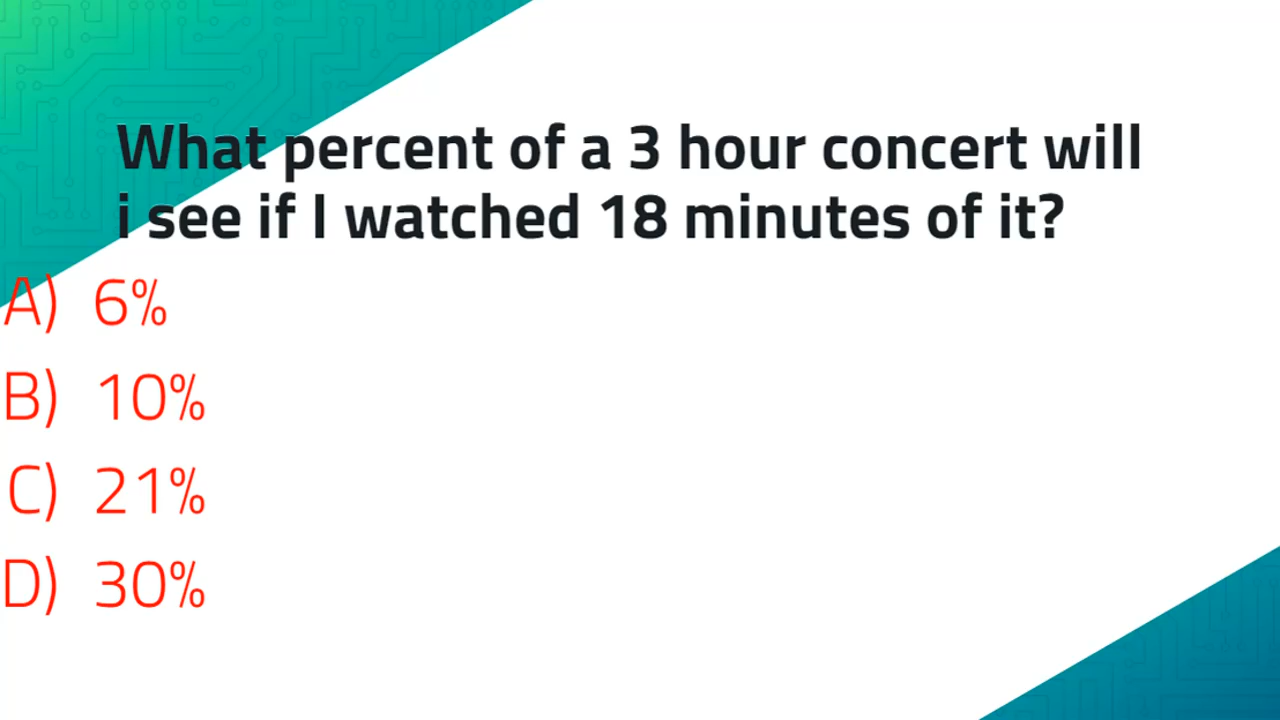 What percent of a 3 hour concert will
i see if I watched 18 minutes of it?
A) 6%
B) 10%
C) 21%
D) 30%